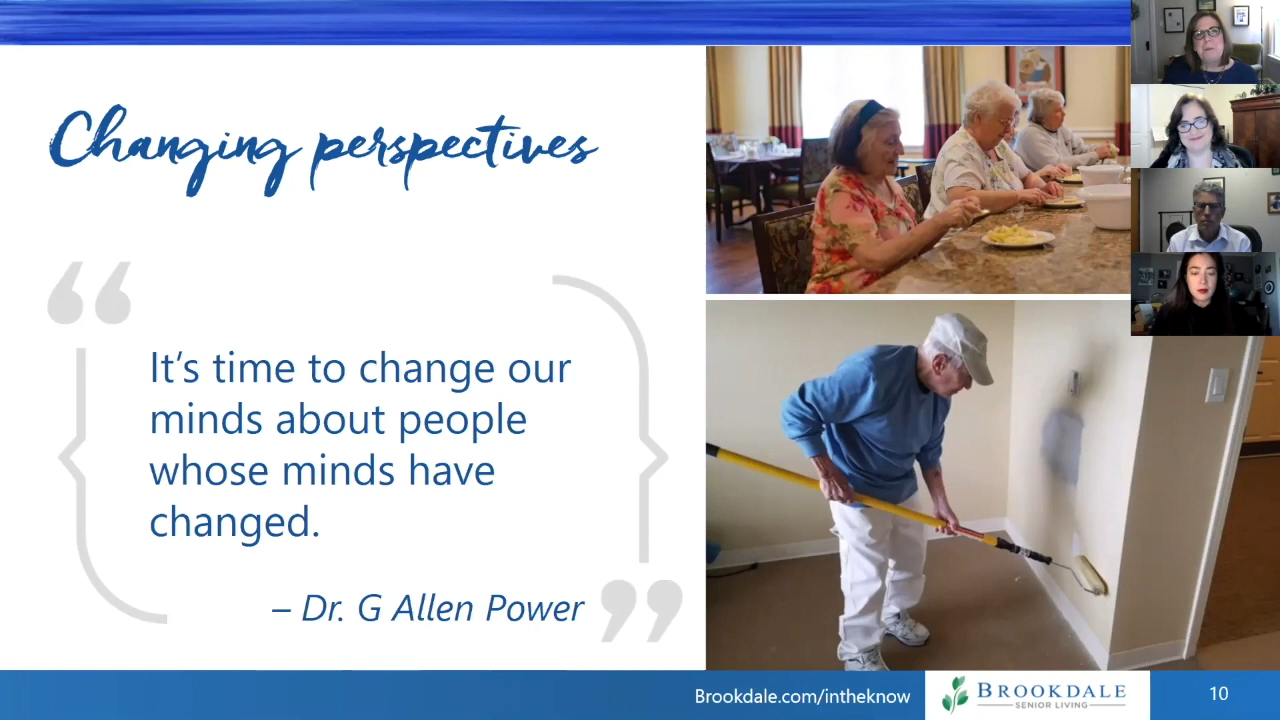 Changing perspectives
It’s time to change our
minds about people
whose minds have
changed.
– Dr. G Allen Power
Brookdale.com/intheknow
BROOKDALE
SENIOR LIVING
10